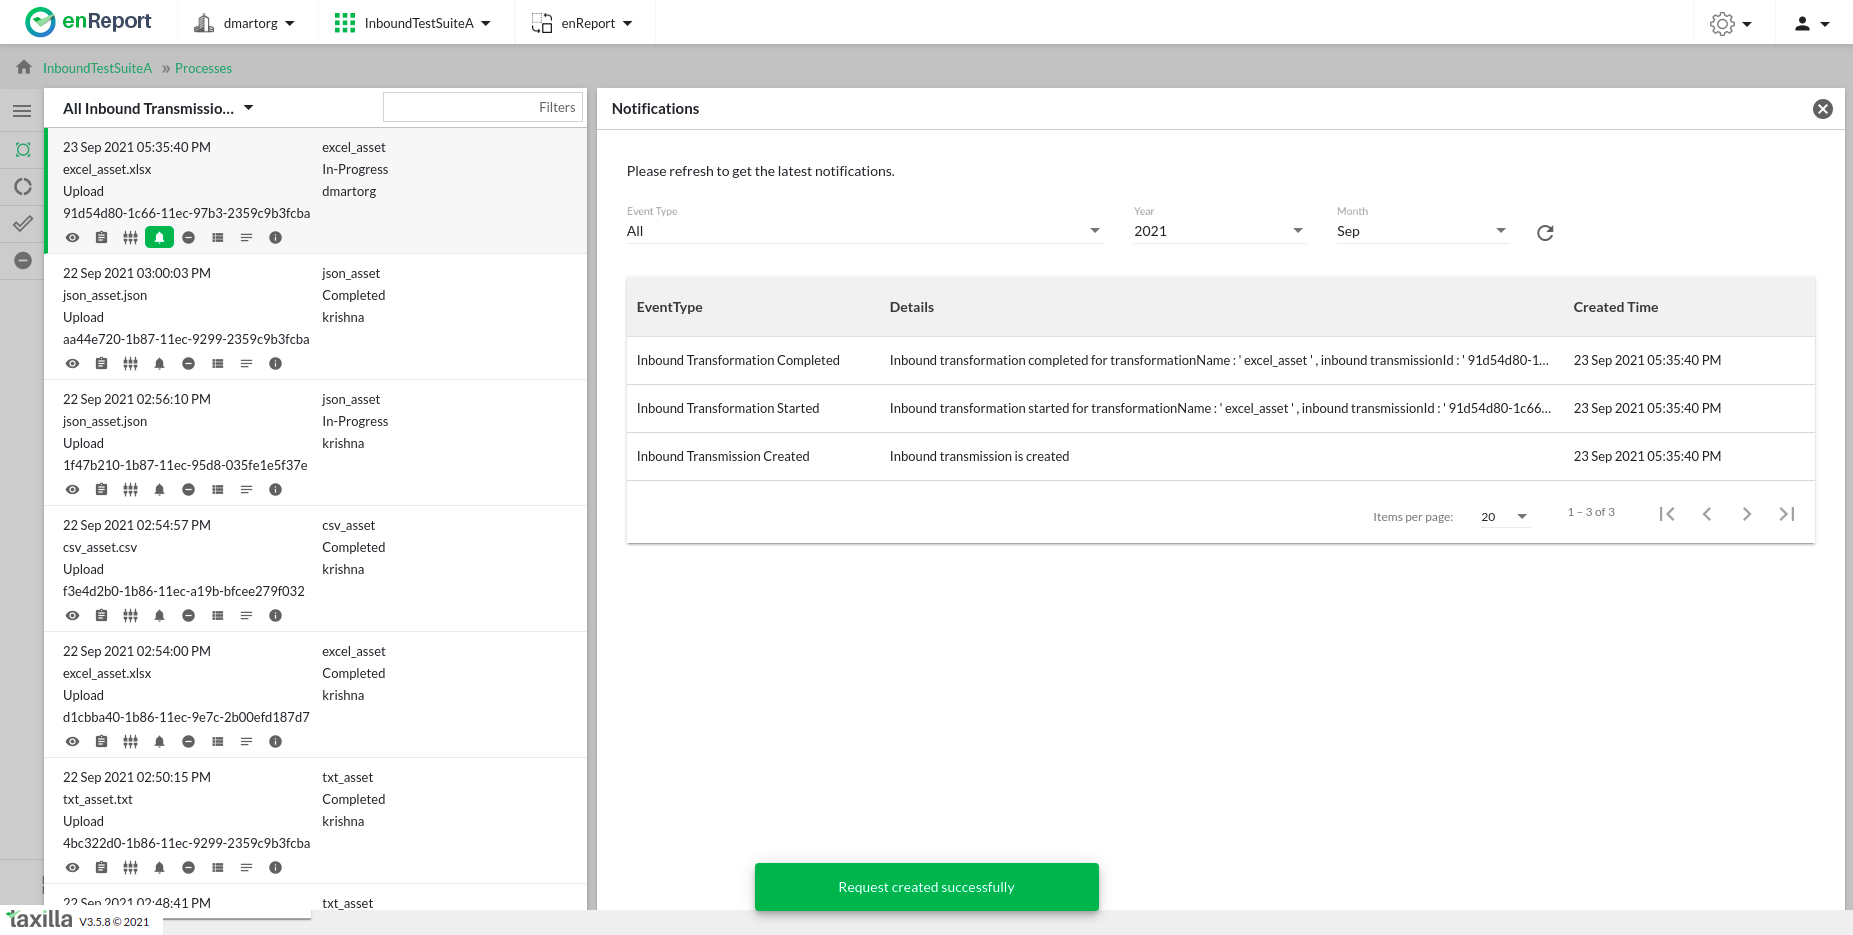 enReport
dmartorg
InboundTestSuiteA
enReport
InboundTestSuiteA » Processes
All Inbound Transmissio...
Filters
23 Sep 2021 05:35:40 PM excel_asset
excel_asset.xlsx In-Progress
Upload dmartorg
91d54d80-1c66-11ec-97b3-2359c9b3fcba
22 Sep 2021 03:00:03 PM json_asset
json_asset.json Completed
Upload krishna
aa44e720-1b87-11ec-9299-2359c9b3fcba
22 Sep 2021 02:56:10 PM json_asset
json_asset.json In-Progress
Upload krishna
1f47b210-1b87-11ec-95d8-035fe1e5f37e
22 Sep 2021 02:54:57 PM csv_asset
csv_asset.csv Completed
Upload krishna
f3e4d2b0-1b86-11ec-a19b-bfcee279f032
22 Sep 2021 02:54:00 PM excel_asset
excel_asset.xlsx Completed
Upload krishna
d1cbba40-1b86-11ec-9e7c-2b00efd187d7
22 Sep 2021 02:50:15 PM txt_asset
txt_asset.txt Completed
Upload krishna
4bc322d0-1b86-11ec-9299-2359c9b3fcba
22 Sep 2021 02:48:41 PM txt_asset
taxilla V3.5.8 © 2021
Notifications
Please refresh to get the latest notifications.
Event Type Year Month
All 2021 Sep
EventType Details Created Time
Inbound Transformation Completed Inbound transformation completed for transformationName : ' excel_asset ' , inbound transmissionId : ' 91d54d80-1... 23 Sep 2021 05:35:40 PM
Inbound Transformation Started Inbound transformation started for transformationName : ' excel_asset ' , inbound transmissionId : ' 91d54d80-1c66... 23 Sep 2021 05:35:40 PM
Inbound Transmission Created Inbound transmission is created 23 Sep 2021 05:35:40 PM
Items per page: 20 1 – 3 of 3
Request created successfully